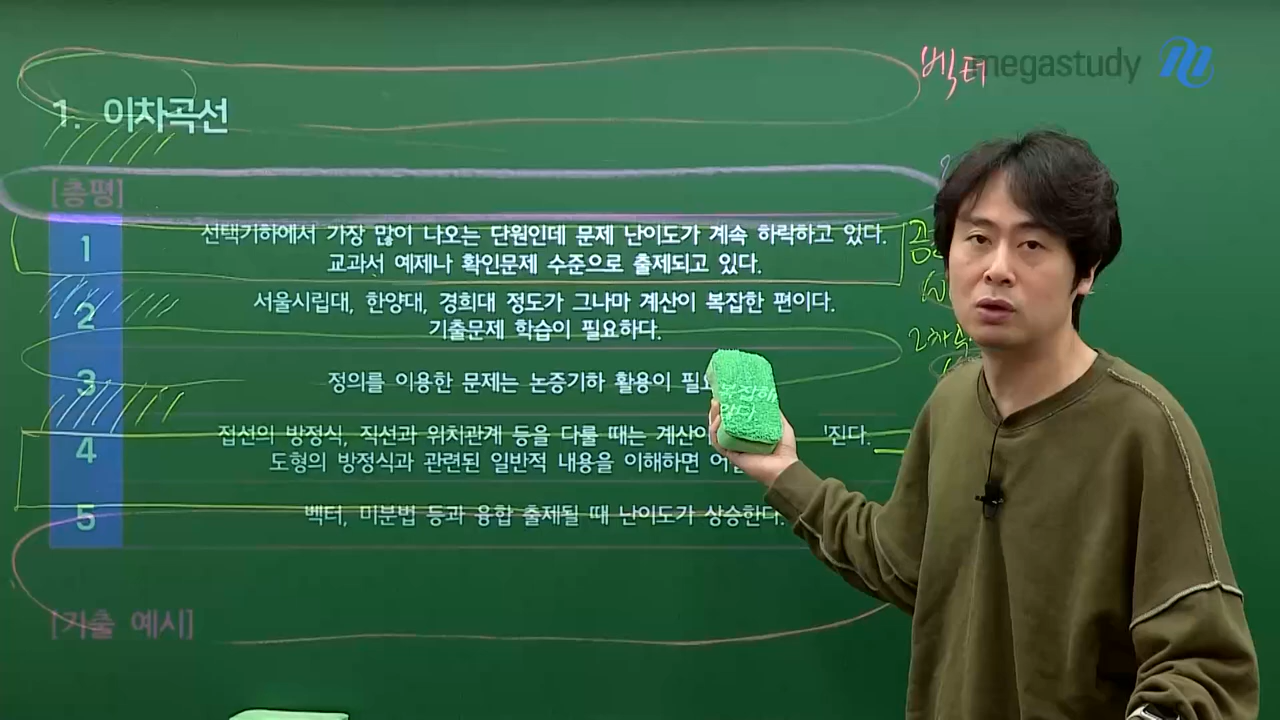 벡터
megastudy
1. 이차곡선
[총평]
1
선택기하에서 가장 많이 나오는 단원인데 문제 난이도가 계속 하락하고 있다.
교과서 예제나 확인문제 수준으로 출제되고 있다.
2
서울시립대, 한양대, 경희대 정도가 그나마 계산이 복잡한 편이다.
기출문제 학습이 필요하다.
2차
3
정의를 이용한 문제는 논증기하 활용이
4
접선의 방정식, 직선과 위치관계 등을 다룰 때는
도형의 방정식과 관련된 일반적 내용을 이해하면
5
벡터, 미분법 등과 융합 출제될 때 난이도가 상승한다.
[기출 예시]